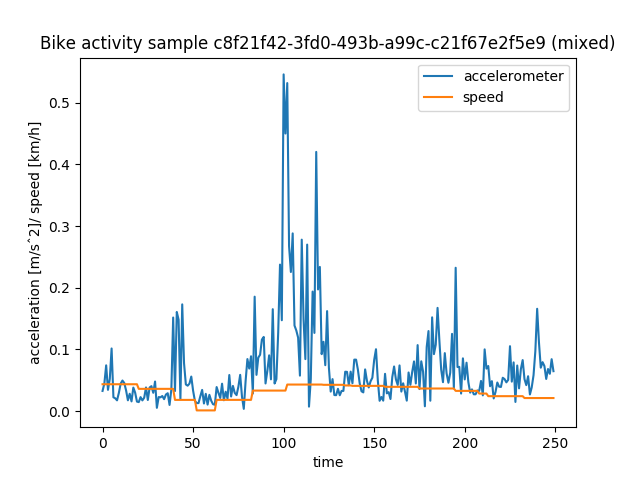 Bike activity sample c8f21f42-3fd0-493b-a99c-c21f67e2f5e9 (mixed)
accelerometer
speed
acceleration [m/s^2]/ speed [km/h]
0.5
0.4
0.3
0.2
0.1
0.0
0 50 100 150 200 250
time